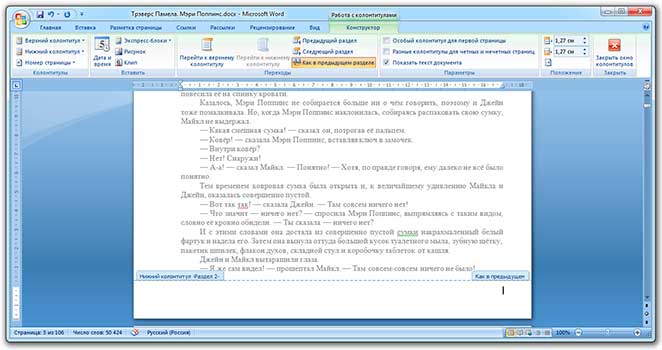 Трэверс Памела. Мэри Поппинс.docx - Microsoft Word
Работа с колонтитулами
Главная Вставка Разметка страницы Ссылки Рассылки Рецензирование Вид Конструктор
Верхний колонтитул
Нижний колонтитул
Номер страницы
Колонтитулы
Дата и время
Экспресс-блоки
Рисунок
Клип
Вставить
Перейти к верхнему колонтитулу
Перейти к нижнему колонтитулу
Предыдущий раздел
Следующий раздел
Как в предыдущем разделе
Переходы
Особый колонтитул для первой страницы
Разные колонтитулы для четных и нечетных страниц
Показать текст документа
Параметры
1,27 см
1,27 см
Положение
Закрыть окно колонтитулов
Закрыть
повесила её на спинку кровати.
Казалось, Мэри Поппинс не собирается больше ни о чём говорить, поэтому и Джейн
тоже помалкивала. Но, когда Мэри Поппинс наклонилась, собираясь распаковать свою сумку,
Майкл не выдержал.
— Какая смешная сумка! — сказал он, потрогав её пальцем.
— Ковёр! — сказала Мэри Поппинс, вставляя ключ в замочек.
— Внутри ковёр?
— Нет! Снаружи!
— А-а! — сказал Майкл. — Понятно! — Хотя, по правде говоря, ему далеко не всё было
понятно.
Тем временем ковровая сумка была открыта и, к величайшему удивлению Майкла и
Джейн, оказалась совершенно пустой.
— Вот так так! — сказала Джейн. — Там совсем ничего нет!
— Что значит — ничего нет? — спросила Мэри Поппинс, выпрямляясь с таким видом,
словно её кровно обидели. — Ты сказала — ничего нет?
И с этими словами она достала из совершенно пустой сумки накрахмаленный белый
фартук и надела его. Затем она вынула оттуда большой кусок туалетного мыла, зубную щётку,
пакетик шпилек, флакон духов, складной стул и коробочку таблеток от кашля.
Джейн и Майкл вытаращили глаза.
— Я же сам видел! — прошептал Майкл. — Там совсем-совсем ничего не было!
Нижний колонтитул -Раздел 2-
Как в предыдущем
Страница: 3 из 106 Число слов: 50 424 Русский (Россия) 100%